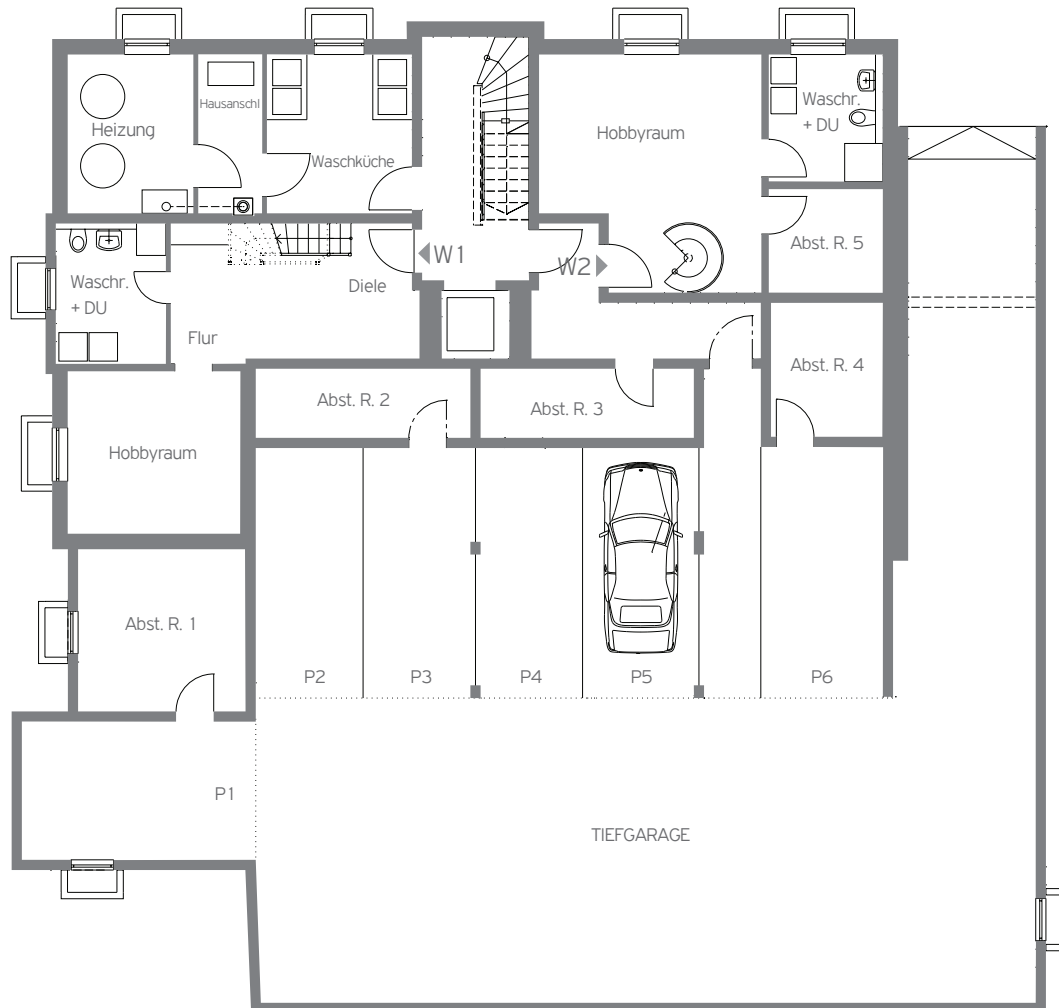 Heizung
Hausanschl
Waschküche
Hobbyraum
Waschr.
+ DU
Abst. R. 5
W1
W2
Waschr.
+ DU
Diele
Flur
Abst. R. 2
Abst. R. 3
Abst. R. 4
Hobbyraum
Abst. R. 1
P2
P3
P4
P5
P6
P1
TIEFGARAGE